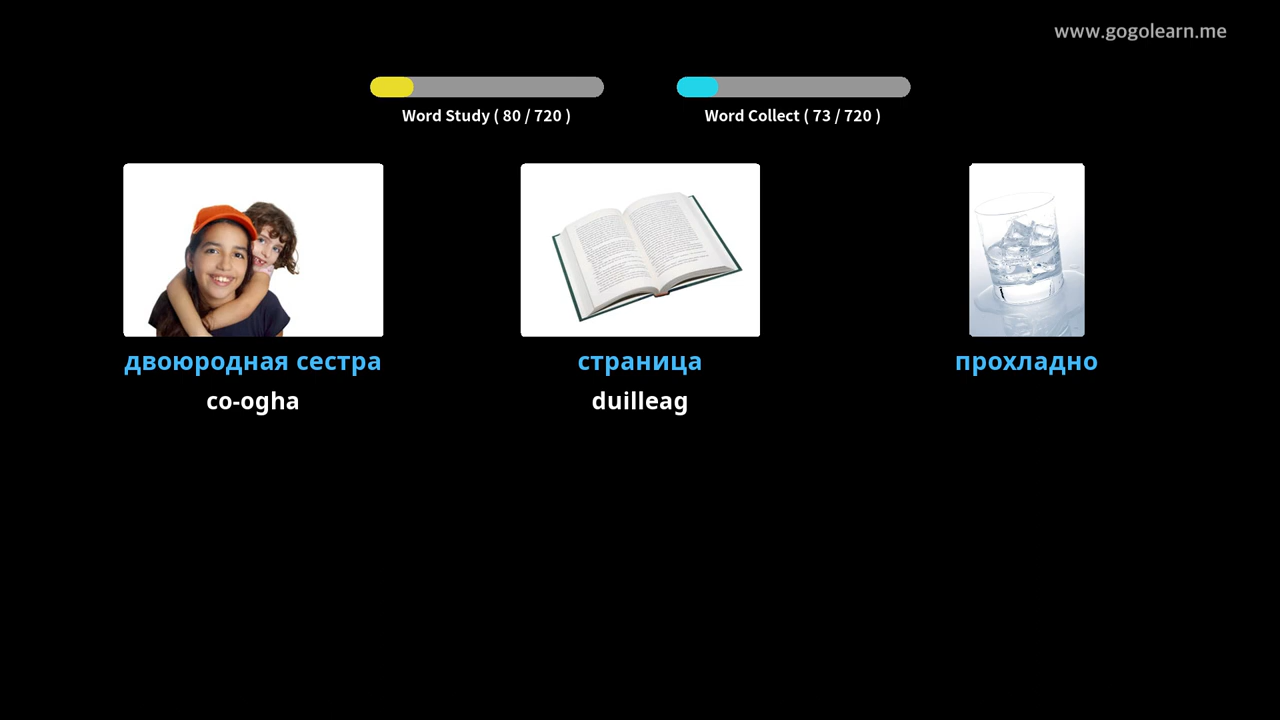 www.gogolearn.me
Word Study ( 80 / 720 )
Word Collect ( 73 / 720 )
двоюродная сестра
co-ogha
страница
duilleag
прохладно